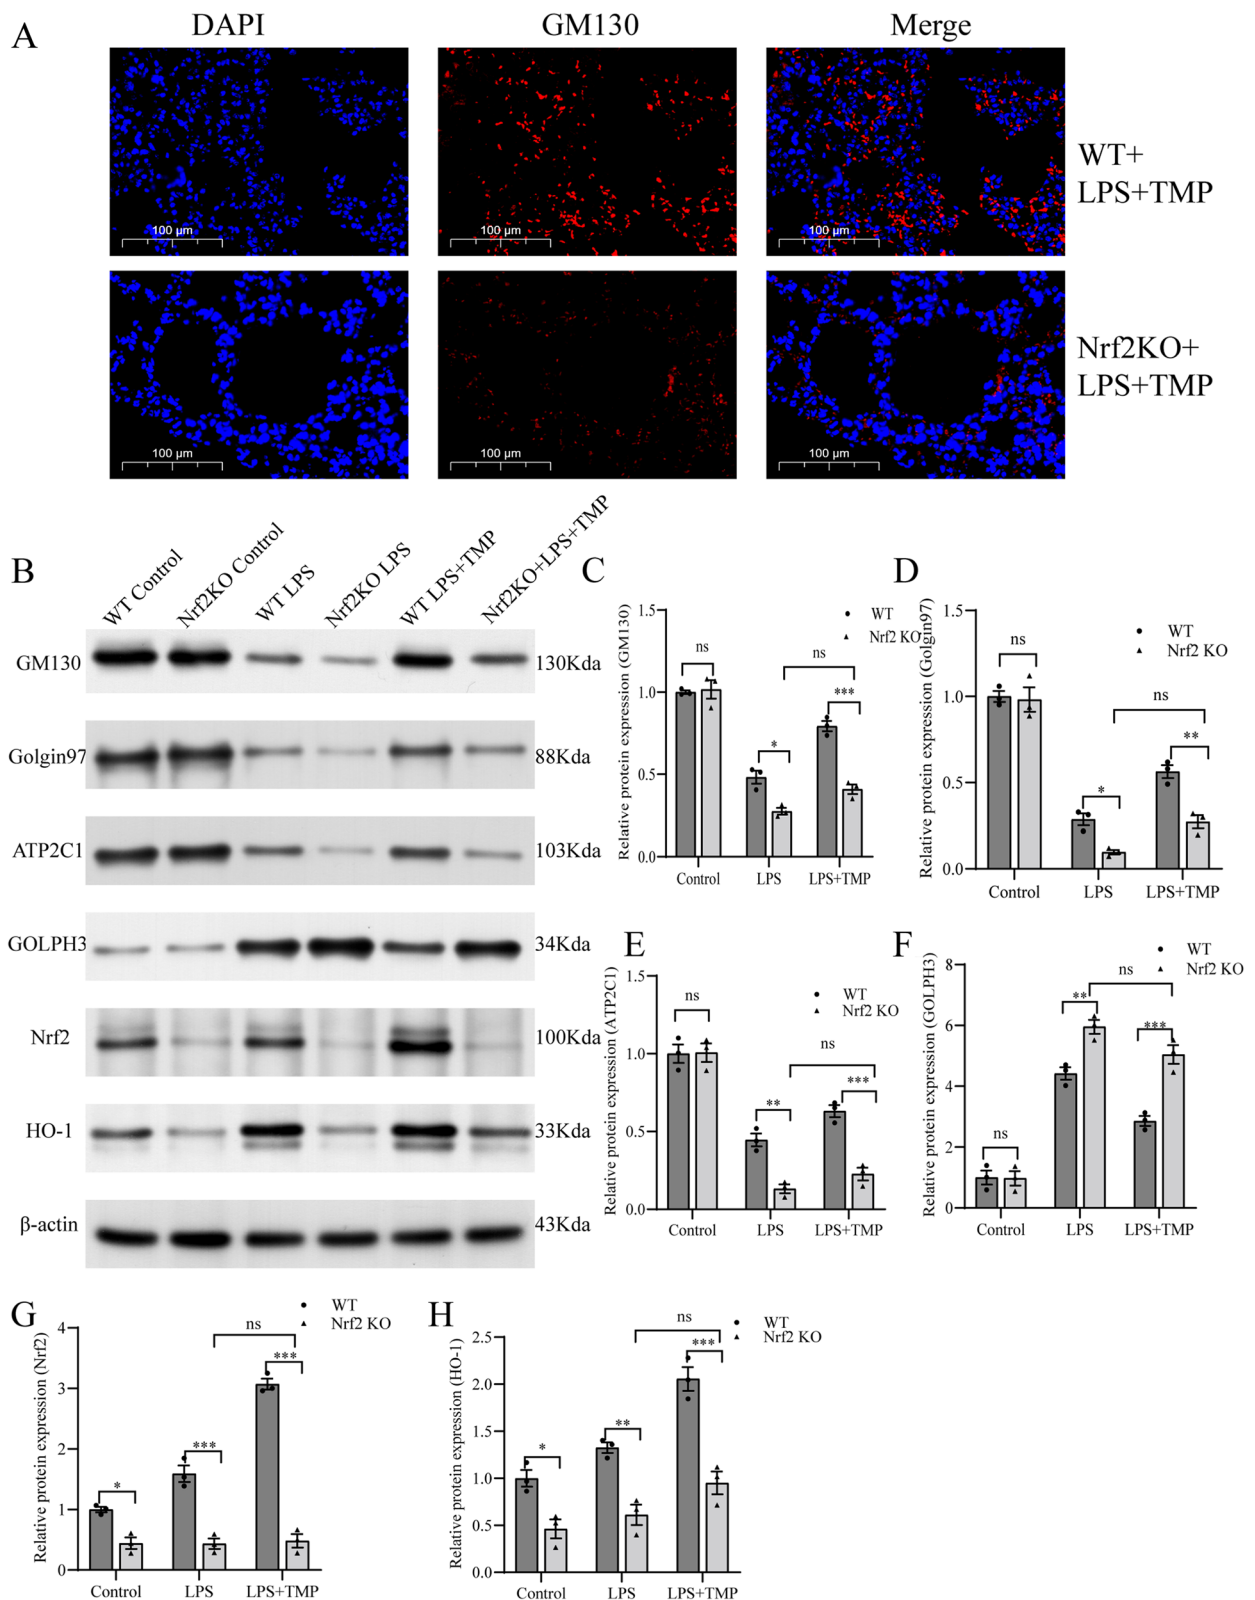 A
DAPI
GM130
Merge
100 µm
100 µm
100 µm
WT+
LPS+TMP
100 µm
100 µm
100 µm
Nrf2KO+
LPS+TMP
B
WT Control
Nrf2KO Control
WT LPS
Nrf2KO LPS
WT LPS+TMP
Nrf2KO+LPS+TMP
GM130
130Kda
Golgin97
88Kda
ATP2C1
103Kda
GOLPH3
34Kda
Nrf2
100Kda
HO-1
33Kda
β-actin
43Kda
C
Relative protein expression (GM130)
1.5
1.0
0.5
0.0
WT
Nrf2 KO
ns
*
***
ns
Control
LPS
LPS+TMP
D
Relative protein expression (Golgin97)
1.5
1.0
0.5
0.0
WT
Nrf2 KO
ns
*
**
ns
Control
LPS
LPS+TMP
E
Relative protein expression (ATP2C1)
1.5
1.0
0.5
0.0
WT
Nrf2 KO
ns
**
***
ns
Control
LPS
LPS+TMP
F
Relative protein expression (GOLPH3)
8
6
4
2
0
WT
Nrf2 KO
ns
**
***
ns
Control
LPS
LPS+TMP
G
Relative protein expression (Nrf2)
4
3
2
1
0
WT
Nrf2 KO
*
***
***
ns
Control
LPS
LPS+TMP
H
Relative protein expression (HO-1)
2.5
2.0
1.5
1.0
0.5
0.0
WT
Nrf2 KO
*
**
***
ns
Control
LPS
LPS+TMP